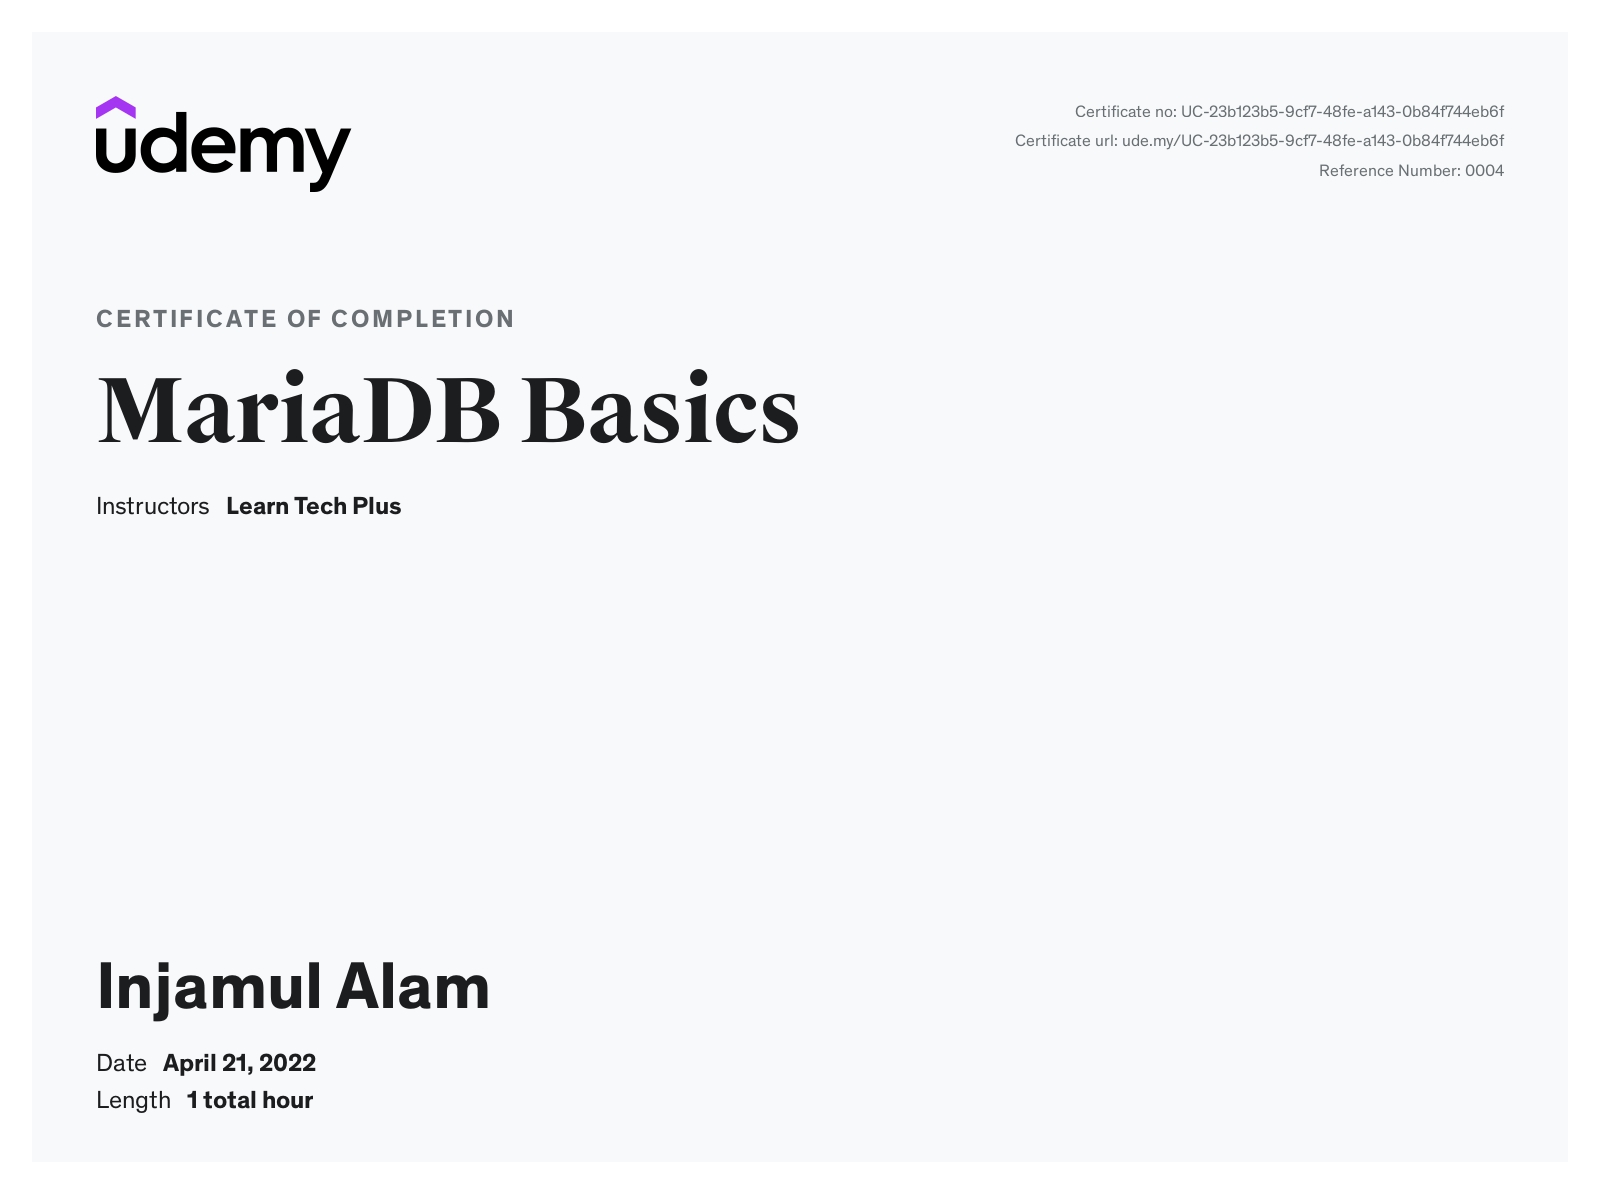 udemy
Certificate no: UC-23b123b5-9cf7-48fe-a143-0b84f744eb6f
Certificate url: ude.my/UC-23b123b5-9cf7-48fe-a143-0b84f744eb6f
Reference Number: 0004
CERTIFICATE OF COMPLETION
MariaDB Basics
Instructors Learn Tech Plus
Injamul Alam
Date April 21, 2022
Length 1 total hour